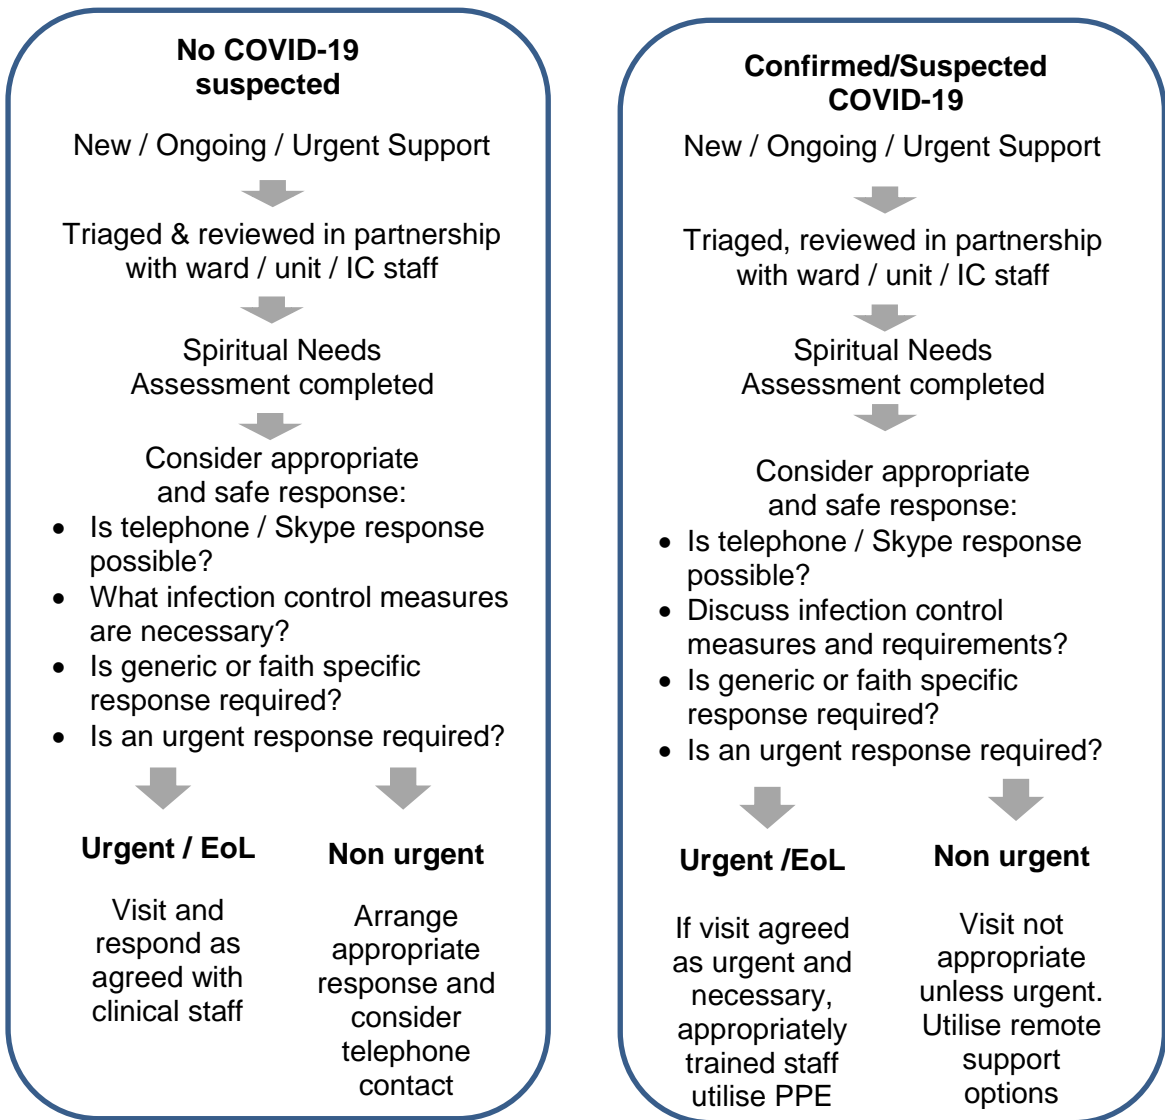 No COVID-19
suspected
New / Ongoing / Urgent Support
Triaged & reviewed in partnership
with ward / unit / IC staff
Spiritual Needs
Assessment completed
Consider appropriate
and safe response:
• Is telephone / Skype response
possible?
• What infection control measures
are necessary?
• Is generic or faith specific
response required?
• Is an urgent response required?
Urgent / EoL
Visit and
respond as
agreed with
clinical staff
Non urgent
Arrange
appropriate
response and
consider
telephone
contact
Confirmed/Suspected
COVID-19
New / Ongoing / Urgent Support
Triaged, reviewed in partnership
with ward / unit / IC staff
Spiritual Needs
Assessment completed
Consider appropriate
and safe response:
• Is telephone / Skype response
possible?
• Discuss infection control
measures and requirements?
• Is generic or faith specific
response required?
• Is an urgent response required?
Urgent /EoL
If visit agreed
as urgent and
necessary,
appropriately
trained staff
utilise PPE
Non urgent
Visit not
appropriate
unless urgent.
Utilise remote
support
options